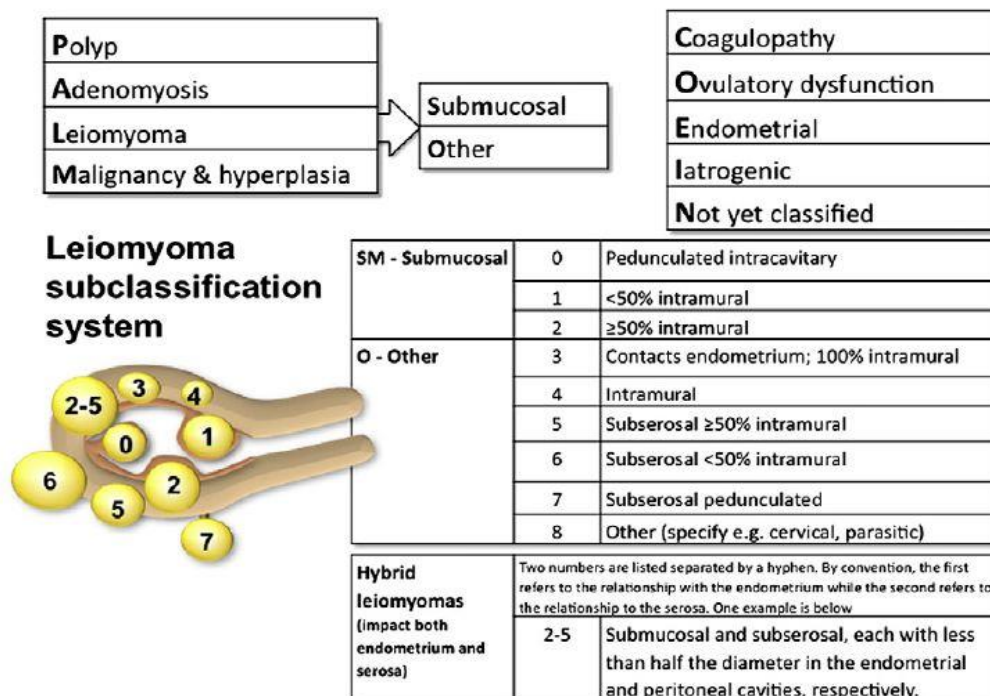 Polyp
Adenomyosis
Leiomyoma
Malignancy & hyperplasia
Submucosal
Other
Coagulopathy
Ovulatory dysfunction
Endometrial
Iatrogenic
Not yet classified
Leiomyoma
subclassification
system
SM - Submucosal
0 Pedunculated intracavitary
1 <50% intramural
2 ≥50% intramural
O - Other
3 Contacts endometrium; 100% intramural
4 Intramural
5 Subserosal ≥50% intramural
6 Subserosal <50% intramural
7 Subserosal pedunculated
8 Other (specify e.g. cervical, parasitic)
2-5
3
4
0
1
6
5
2
7
Hybrid
leiomyomas
(impact both
endometrium and
serosa)
Two numbers are listed separated by a hyphen. By convention, the first
refers to the relationship with the endometrium while the second refers to
the relationship to the serosa. One example is below
2-5 Submucosal and subserosal, each with less
than half the diameter in the endometrial
and peritoneal cavities, respectively.